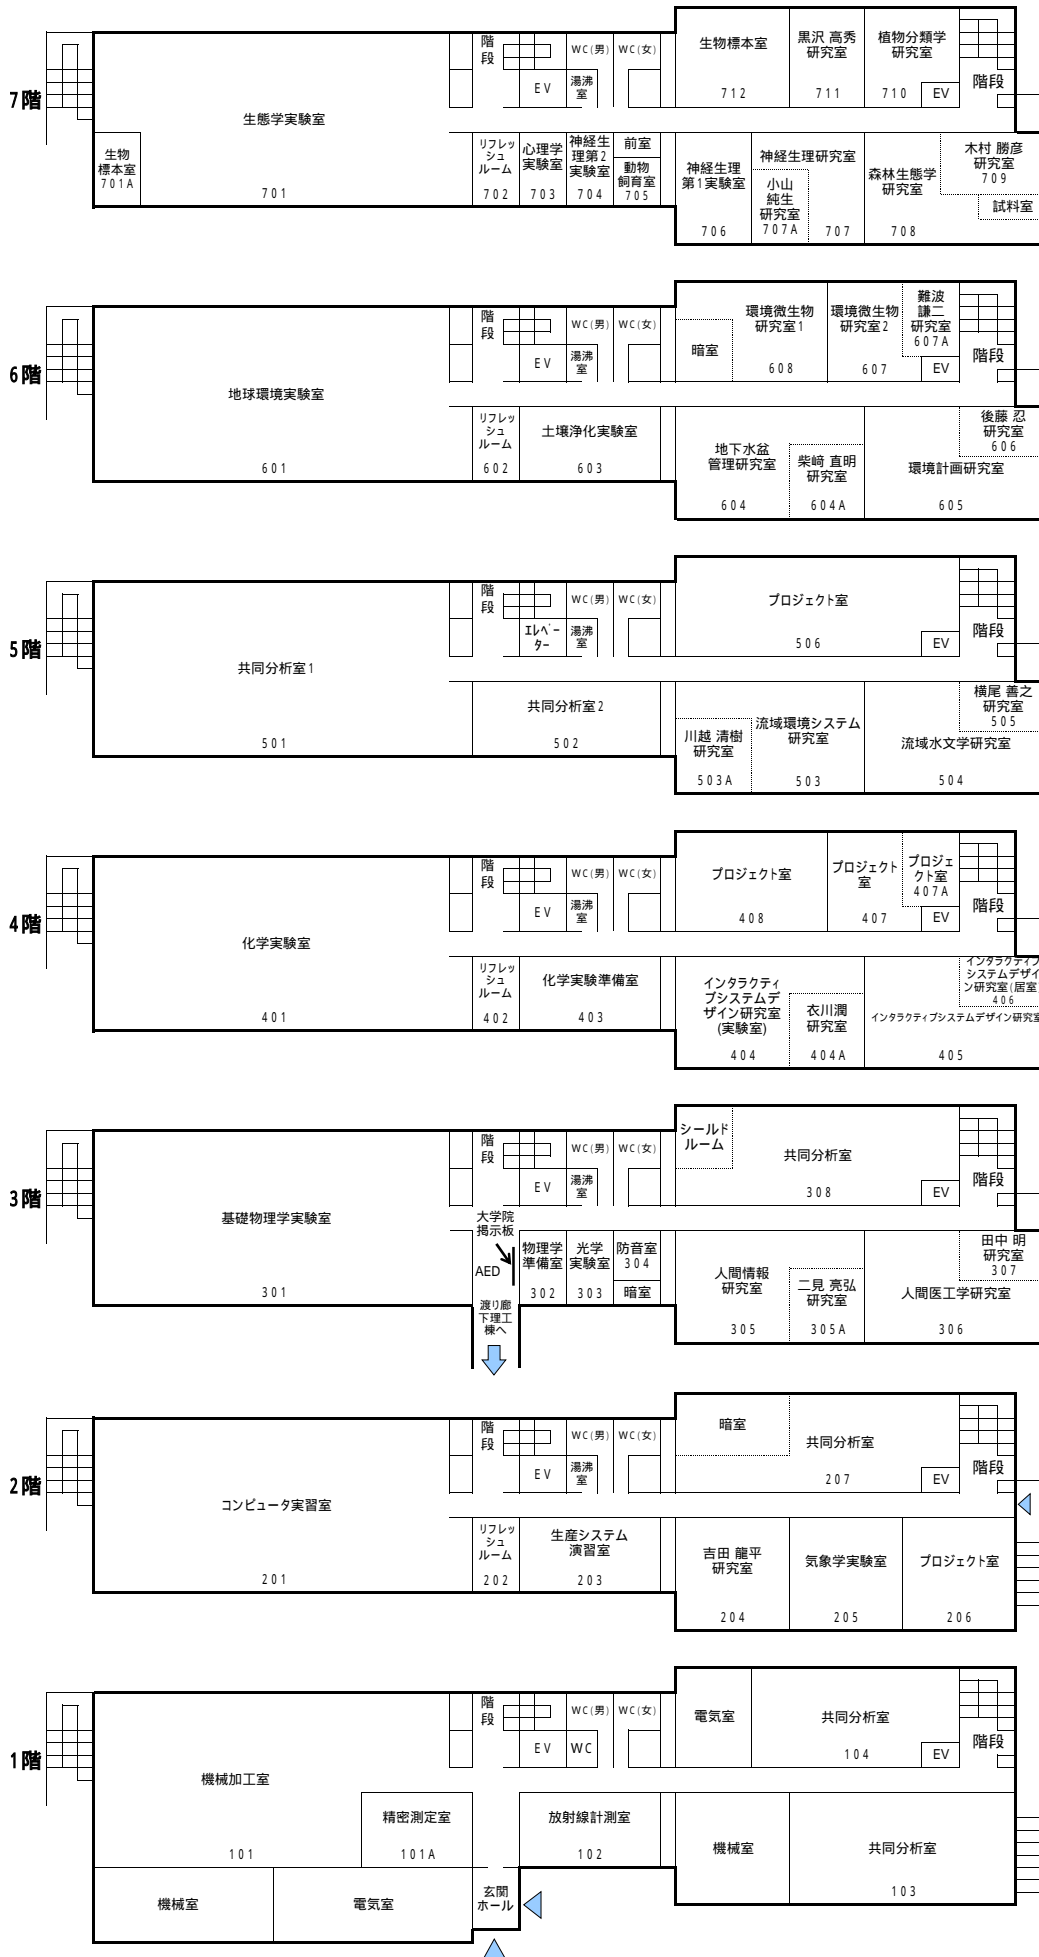 7階
生態学実験室
701
生物
標本室
701A
階
段
EV
WC(男)
湯沸
室
WC(女)
リフレッ
シュ
ルーム
702
心理学
実験室
703
神経生
理第2
実験室
704
前室
動物
飼育室
705
生物標本室
712
黒沢 高秀
研究室
711
植物分類学
研究室
710
EV
階段
神経生理
第1実験室
706
神経生理研究室
小山
純生
研究室
707A
707
森林生態学
研究室
708
木村 勝彦
研究室
709
試料室
6階
地球環境実験室
601
階
段
EV
WC(男)
湯沸
室
WC(女)
リフレッ
シュ
ルーム
602
土壌浄化実験室
603
暗室
環境微生物
研究室1
608
環境微生物
研究室2
607
難波
謙二
研究室
607A
EV
階段
地下水盆
管理研究室
604
柴﨑 直明
研究室
604A
環境計画研究室
605
後藤 忍
研究室
606
5階
共同分析室1
501
階
段
エレベー
ター
WC(男)
湯沸
室
WC(女)
共同分析室2
502
プロジェクト室
506
EV
階段
川越 清樹
研究室
503A
流域環境システム
研究室
503
流域水文学研究室
504
横尾 善之
研究室
505
4階
化学実験室
401
階
段
EV
WC(男)
湯沸
室
WC(女)
リフレッ
シュ
ルーム
402
化学実験準備室
403
プロジェクト室
408
プロジェクト
室
407
プロジェ
クト室
407A
EV
階段
インタラクティ
ブシステムデ
ザイン研究室
(実験室)
404
衣川潤
研究室
404A
インタラクティブシステムデザイン研究室
405
インタラクティブ
システムデザイ
ン研究室(居室)
406
3階
基礎物理学実験室
301
階
段
EV
WC(男)
湯沸
室
WC(女)
大学院
掲示板
AED
渡り廊
下理工
棟へ
物理学
準備室
302
光学
実験室
303
防音室
304
暗室
シールド
ルーム
共同分析室
308
EV
階段
人間情報
研究室
305
二見 亮弘
研究室
305A
人間医工学研究室
306
田中 明
研究室
307
2階
コンピュータ実習室
201
階
段
EV
WC(男)
湯沸
室
WC(女)
リフレッ
シュ
ルーム
202
生産システム
演習室
203
暗室
共同分析室
207
EV
階段
吉田 龍平
研究室
204
気象学実験室
205
プロジェクト室
206
1階
機械加工室
101
精密測定室
101A
機械室
電気室
階
段
EV
WC(男)
WC
WC(女)
玄関
ホール
放射線計測室
102
電気室
共同分析室
104
EV
階段
機械室
共同分析室
103